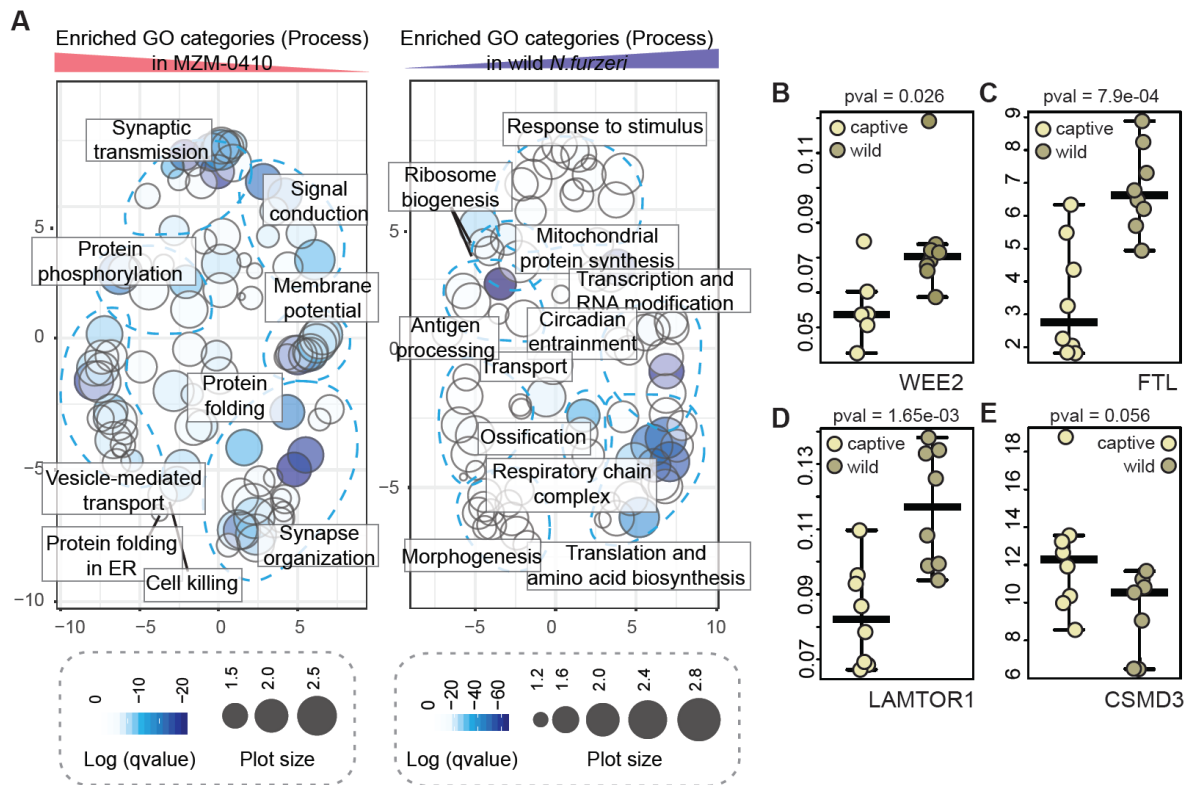 A
Enriched GO categories (Process)
in MZM-0410
Synaptic
transmission
Signal
conduction
Protein
phosphorylation
Membrane
potential
Protein
folding
Vesicle-mediated
transport
Protein folding
in ER
Cell killing
Synapse
organization
5
0
−5
−10
−10
−5
0
5
0
−10
−20
Log (qvalue)
1.5
2.0
2.5
Plot size
Enriched GO categories (Process)
in wild N.furzeri
Response to stimulus
Ribosome
biogenesis
Mitochondrial
protein synthesis
Transcription and
RNA modification
Antigen
processing
Circadian
entrainment
Transport
Ossification
Respiratory chain
complex
Morphogenesis
Translation and
amino acid biosynthesis
5
0
−5
−5
0
5
10
0
−20
−40
−60
Log (qvalue)
1.2
1.6
2.0
2.4
2.8
Plot size
B
pval = 0.026
captive
wild
0.11
0.09
0.07
0.05
WEE2
C
pval = 7.9e-04
captive
wild
9
8
7
6
5
4
3
2
FTL
D
pval = 1.65e-03
captive
wild
0.13
0.11
0.09
0.07
LAMTOR1
E
pval = 0.056
captive
wild
18
16
14
12
10
8
6
CSMD3